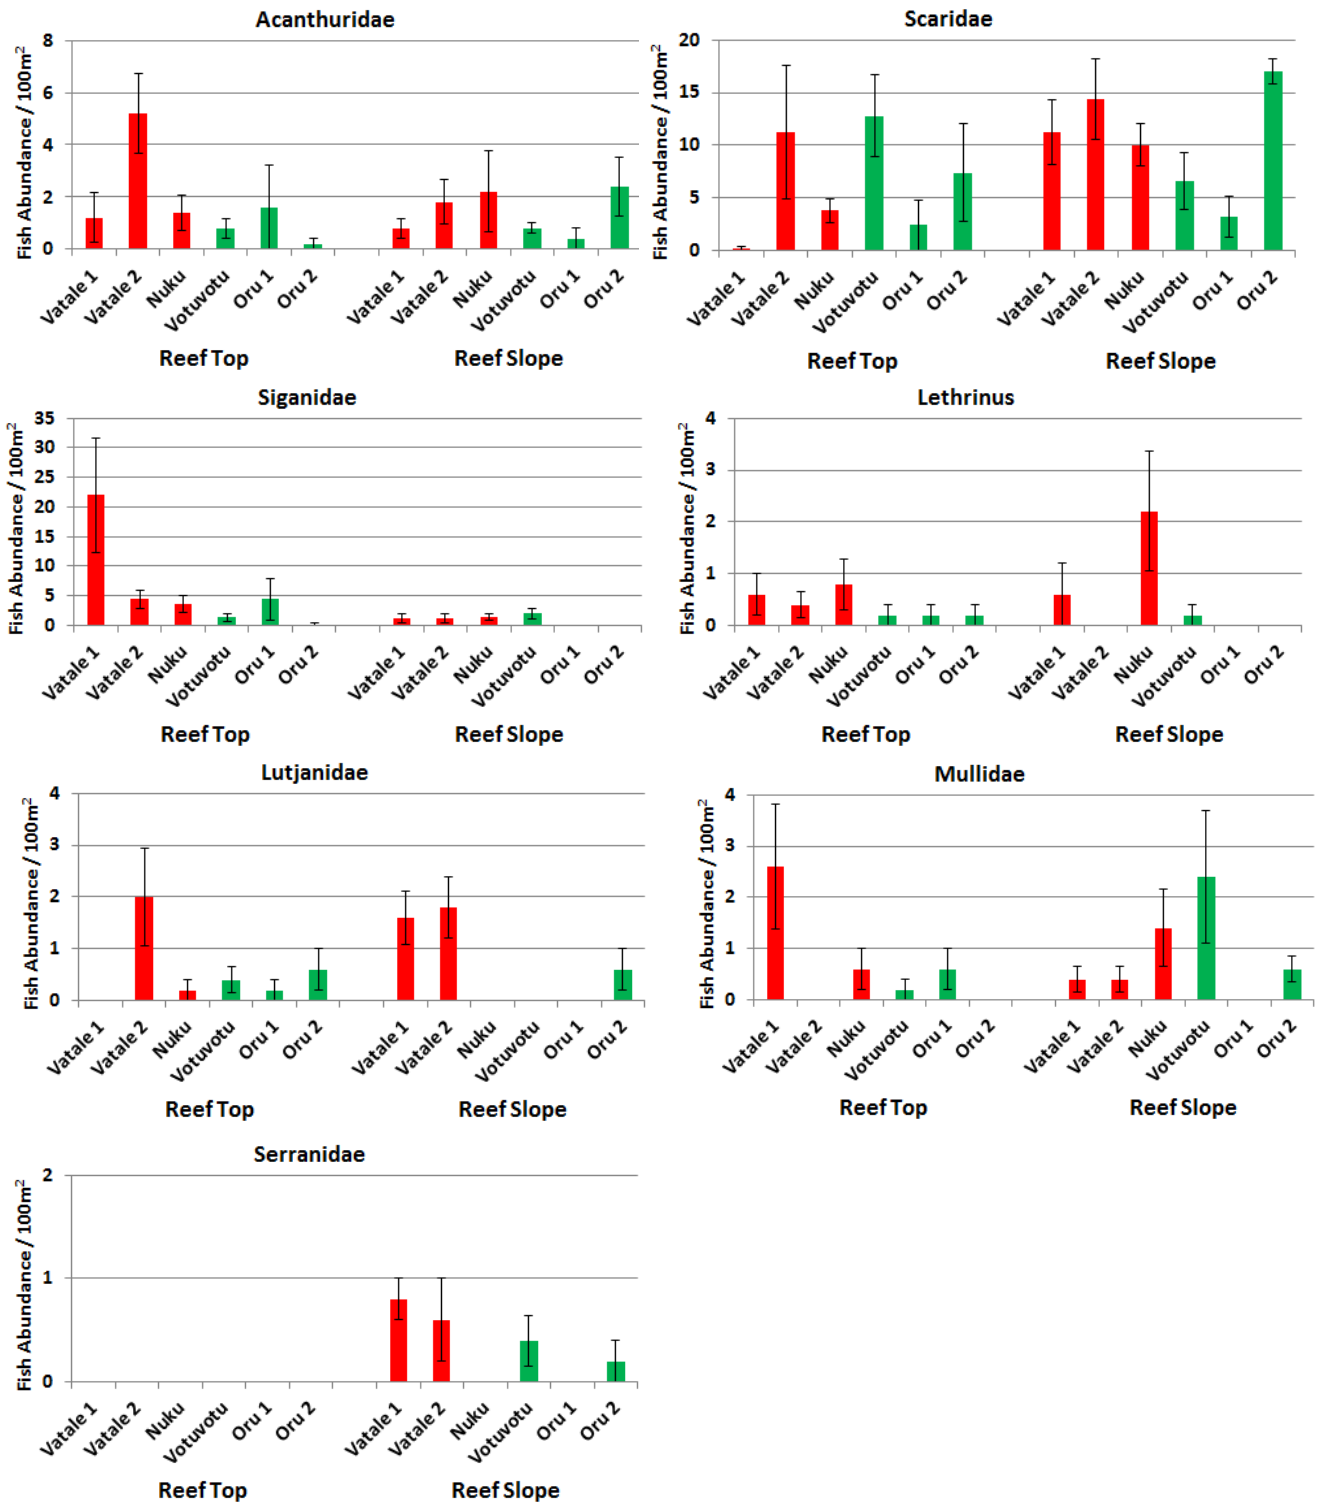 Acanthuridae
Fish Abundance / 100m²
8
6
4
2
0
Vatale 1
Vatale 2
Nuku
Votuvotu
Oru 1
Oru 2
Vatale 1
Vatale 2
Nuku
Votuvotu
Oru 1
Oru 2
Reef Top
Reef Slope
Scaridae
Fish Abundance / 100m²
20
15
10
5
0
Vatale 1
Vatale 2
Nuku
Votuvotu
Oru 1
Oru 2
Vatale 1
Vatale 2
Nuku
Votuvotu
Oru 1
Oru 2
Reef Top
Reef Slope
Siganidae
Fish Abundance / 100m²
35
30
25
20
15
10
5
0
Vatale 1
Vatale 2
Nuku
Votuvotu
Oru 1
Oru 2
Vatale 1
Vatale 2
Nuku
Votuvotu
Oru 1
Oru 2
Reef Top
Reef Slope
Lethrinus
Fish Abundance / 100m²
4
3
2
1
0
Vatale 1
Vatale 2
Nuku
Votuvotu
Oru 1
Oru 2
Vatale 1
Vatale 2
Nuku
Votuvotu
Oru 1
Oru 2
Reef Top
Reef Slope
Lutjanidae
Fish Abundance / 100m²
4
3
2
1
0
Vatale 1
Vatale 2
Nuku
Votuvotu
Oru 1
Oru 2
Vatale 1
Vatale 2
Nuku
Votuvotu
Oru 1
Oru 2
Reef Top
Reef Slope
Mullidae
Fish Abundance / 100m²
4
3
2
1
0
Vatale 1
Vatale 2
Nuku
Votuvotu
Oru 1
Oru 2
Vatale 1
Vatale 2
Nuku
Votuvotu
Oru 1
Oru 2
Reef Top
Reef Slope
Serranidae
Fish Abundance / 100m²
2
1
0
Vatale 1
Vatale 2
Nuku
Votuvotu
Oru 1
Oru 2
Vatale 1
Vatale 2
Nuku
Votuvotu
Oru 1
Oru 2
Reef Top
Reef Slope